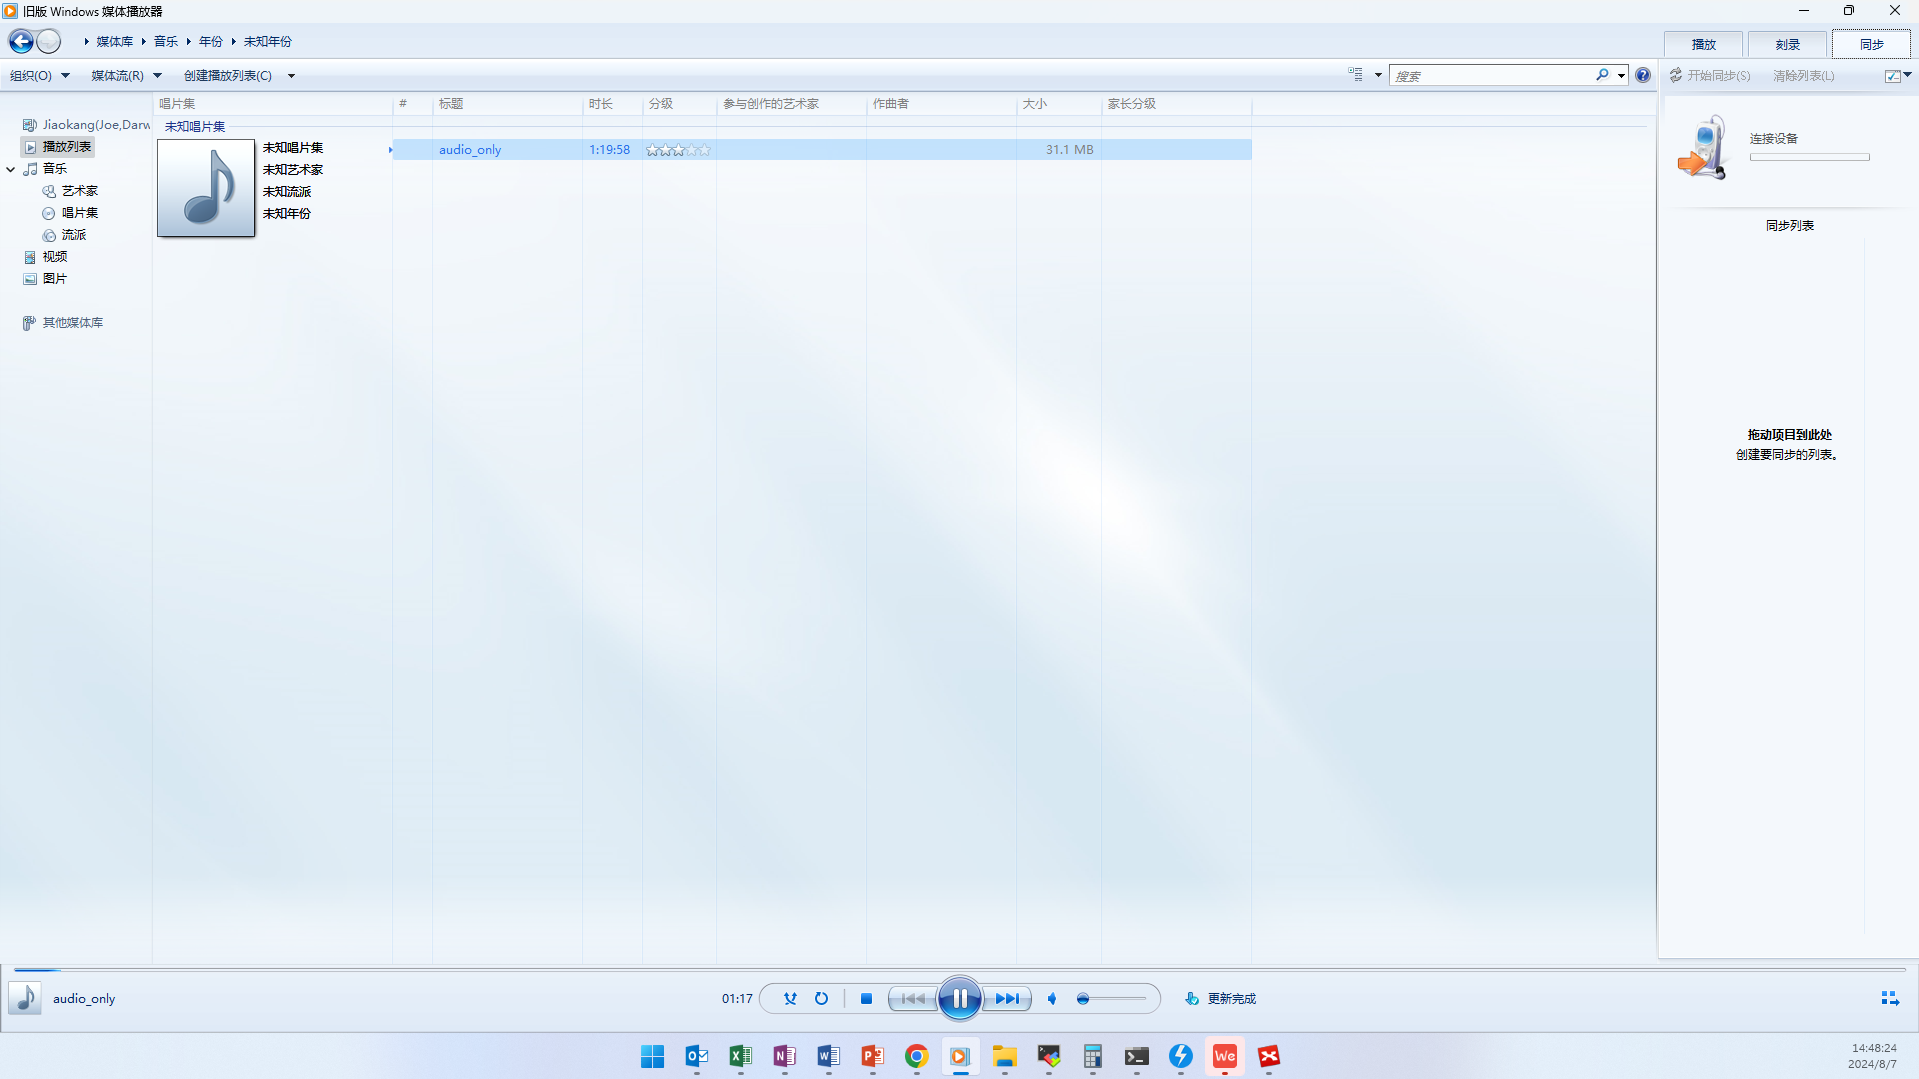 旧版 Windows 媒体播放器
媒体库 音乐 年份 未知年份
播放 刻录 同步
组织(O) 媒体流(R) 创建播放列表(C) 搜索 开始同步(S) 清除列表(L)
唱片集 # 标题 时长 分级 参与创作的艺术家 作曲者 大小 家长分级
Jiaokang(Joe,Darw
播放列表
音乐
艺术家
唱片集
流派
视频
图片
其他媒体库
未知唱片集
未知唱片集
未知艺术家
未知流派
未知年份
audio_only 1:19:58 31.1 MB
连接设备
同步列表
拖动项目到此处
创建要同步的列表。
audio_only 01:17 更新完成
We
14:48:24
2024/8/7